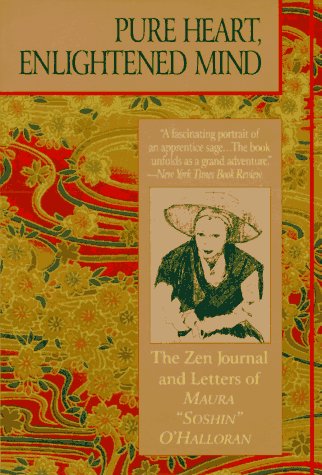 PURE HEART,
ENLIGHTENED MIND
"A fascinating portrait of
an apprentice sage...The book
unfolds as a grand adventure."
—New York Times Book Review
The Zen Journal
and Letters of
MAURA
"SOSHIN"
O'HALLORAN